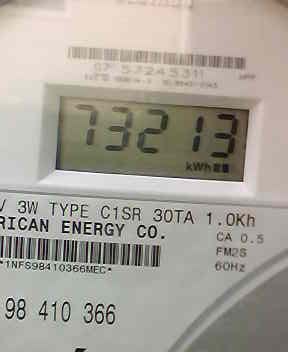 57245311
73213
kWh
V 3W TYPE C1SR 30TA 1.0Kh
RICAN ENERGY CO.
CA 0.5
FM2S
60Hz
*1NFS98410366MEC*
98 410 366